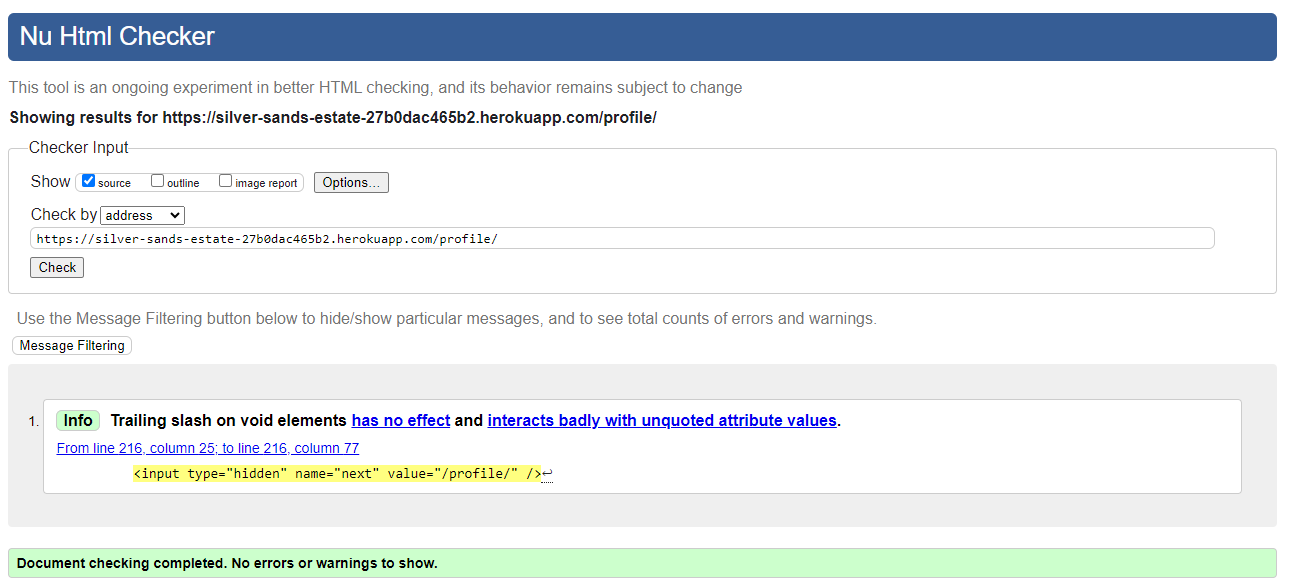 Nu Html Checker
This tool is an ongoing experiment in better HTML checking, and its behavior remains subject to change
Showing results for https://silver-sands-estate-27b0dac465b2.herokuapp.com/profile/
Checker Input
Show source outline image report Options...
Check by address
https://silver-sands-estate-27b0dac465b2.herokuapp.com/profile/
Check
Use the Message Filtering button below to hide/show particular messages, and to see total counts of errors and warnings.
Message Filtering
1. Info Trailing slash on void elements has no effect and interacts badly with unquoted attribute values.
From line 216, column 25; to line 216, column 77
<input type="hidden" name="next" value="/profile/" />↩
Document checking completed. No errors or warnings to show.